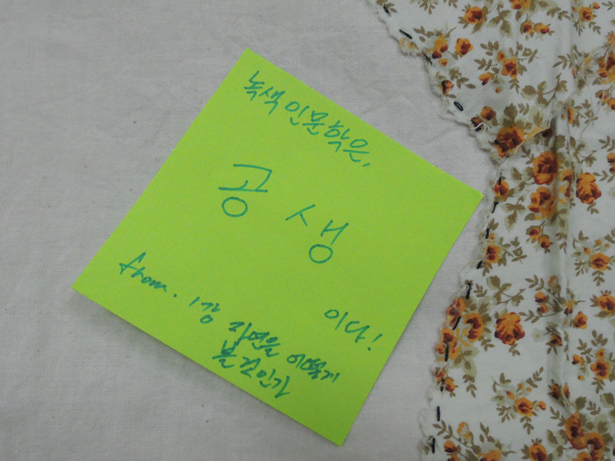 녹색인문학은,
공생
이다!
from. 1강 자연을 어떻게
볼 것인가